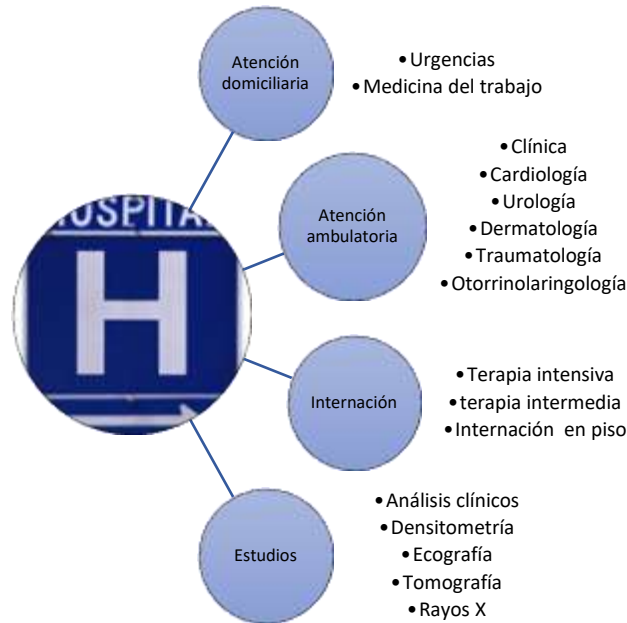 HOSPITA
H
Atención
domiciliaria
•Urgencias
•Medicina del trabajo
Atención
ambulatoria
•Clínica
•Cardiología
•Urología
•Dermatología
•Traumatología
•Otorrinolaringología
Internación
•Terapia intensiva
•terapia intermedia
•Internación en piso
Estudios
•Análisis clínicos
•Densitometría
•Ecografía
•Tomografía
•Rayos X